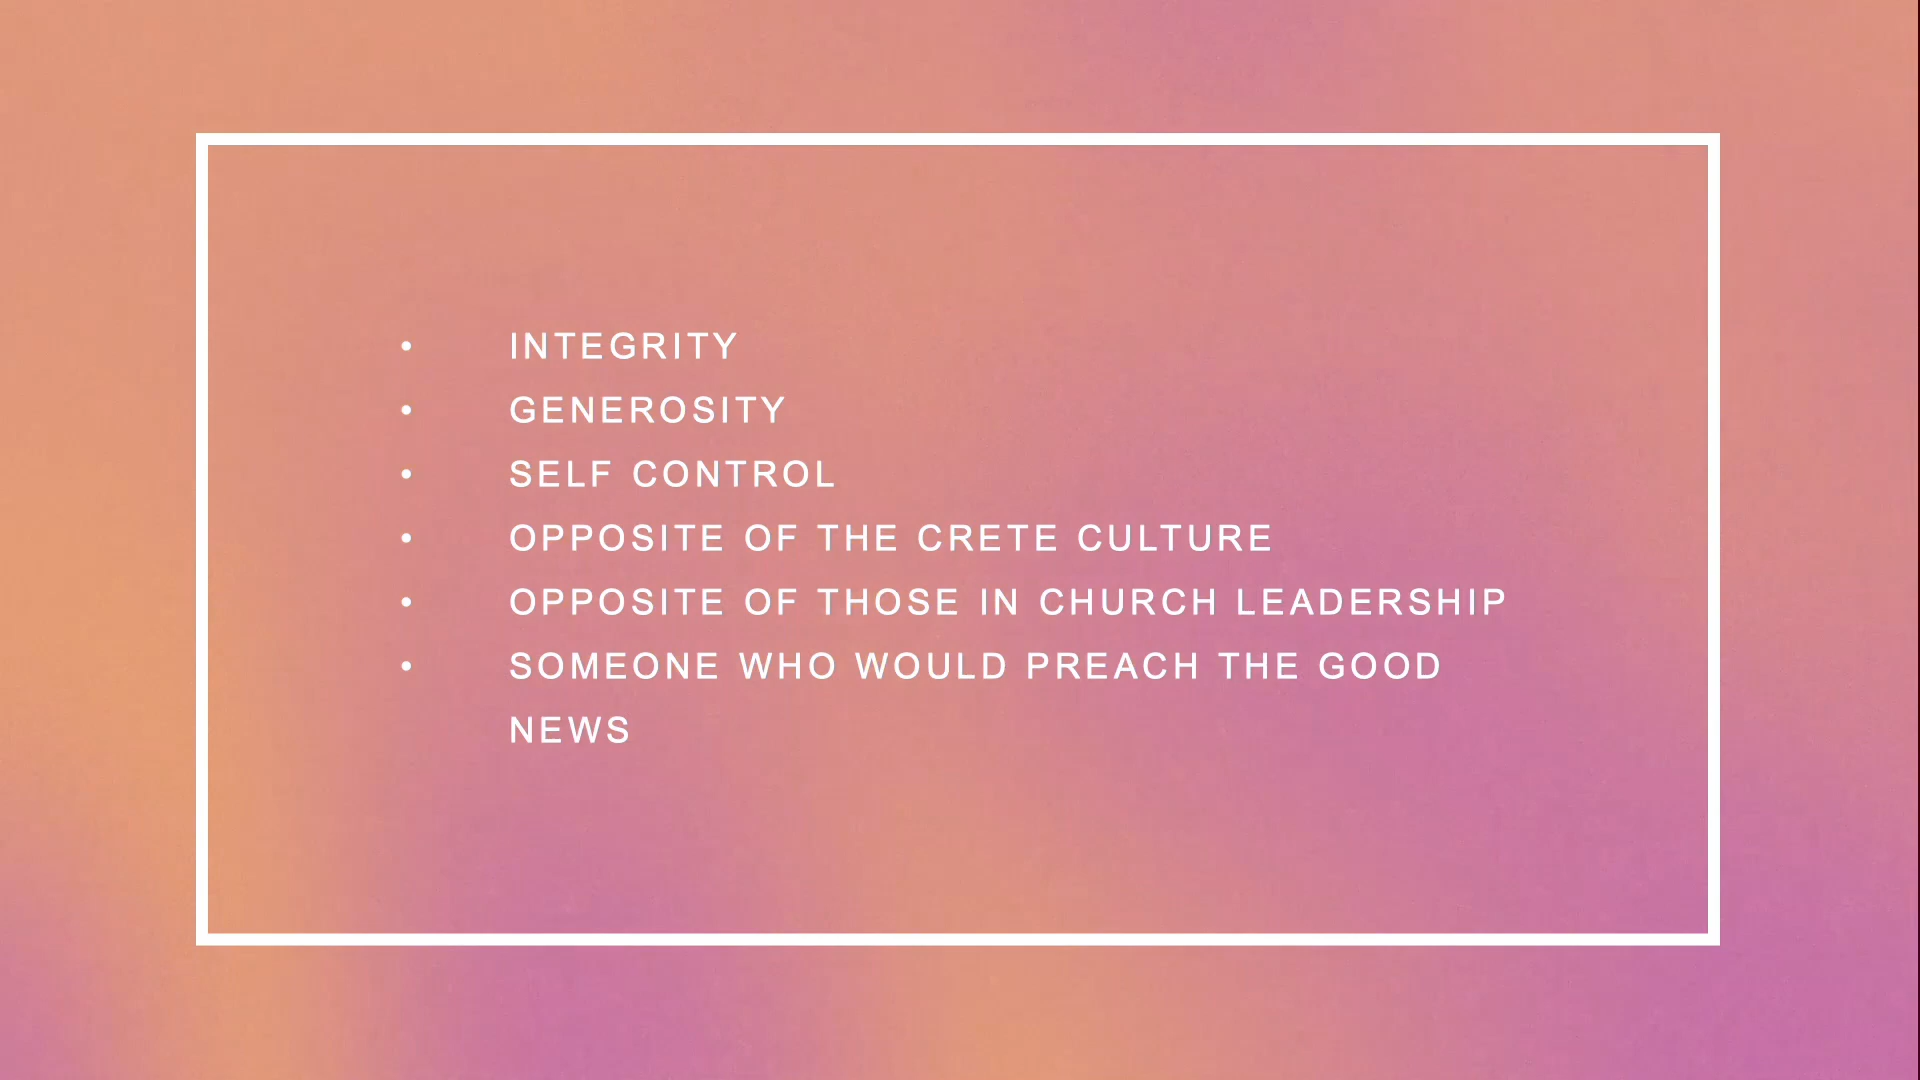 • INTEGRITY
• GENEROSITY
• SELF CONTROL
• OPPOSITE OF THE CRETE CULTURE
• OPPOSITE OF THOSE IN CHURCH LEADERSHIP
• SOMEONE WHO WOULD PREACH THE GOOD
NEWS